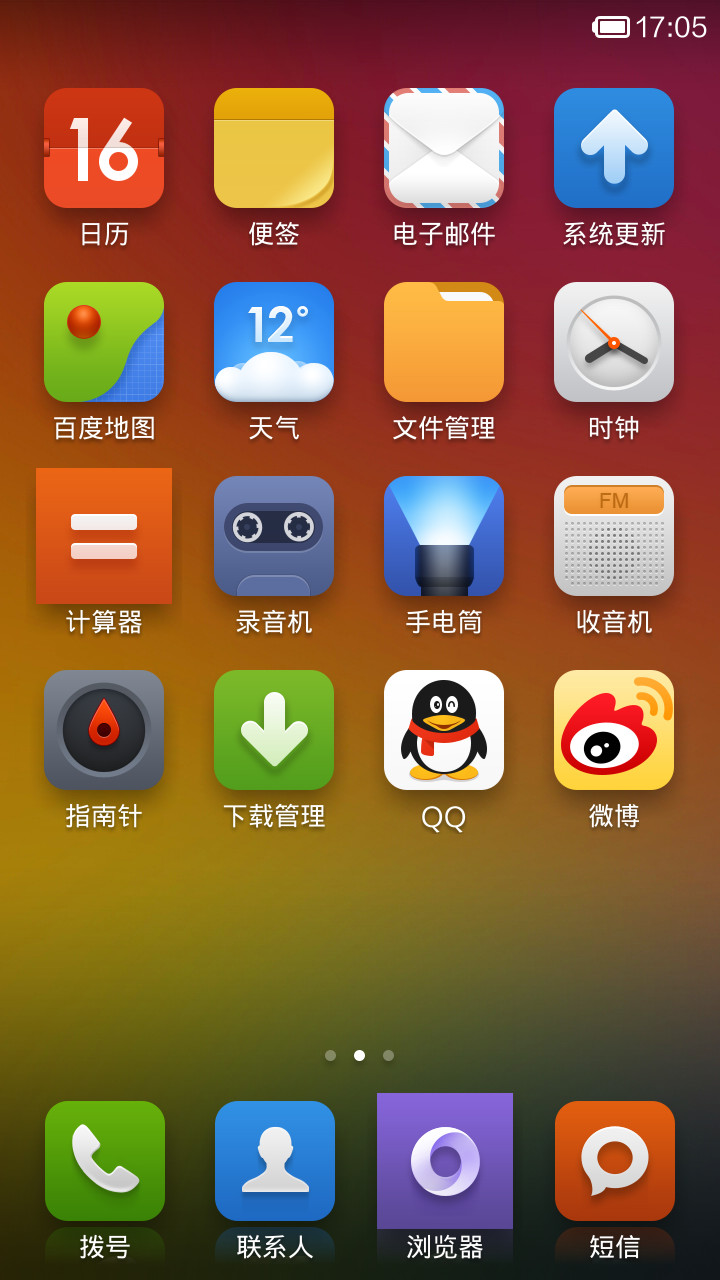 17:05
16
日历
便签
电子邮件
系统更新
12°
百度地图
天气
文件管理
时钟
FM
计算器
录音机
手电筒
收音机
指南针
下载管理
QQ
微博
拨号
联系人
浏览器
短信